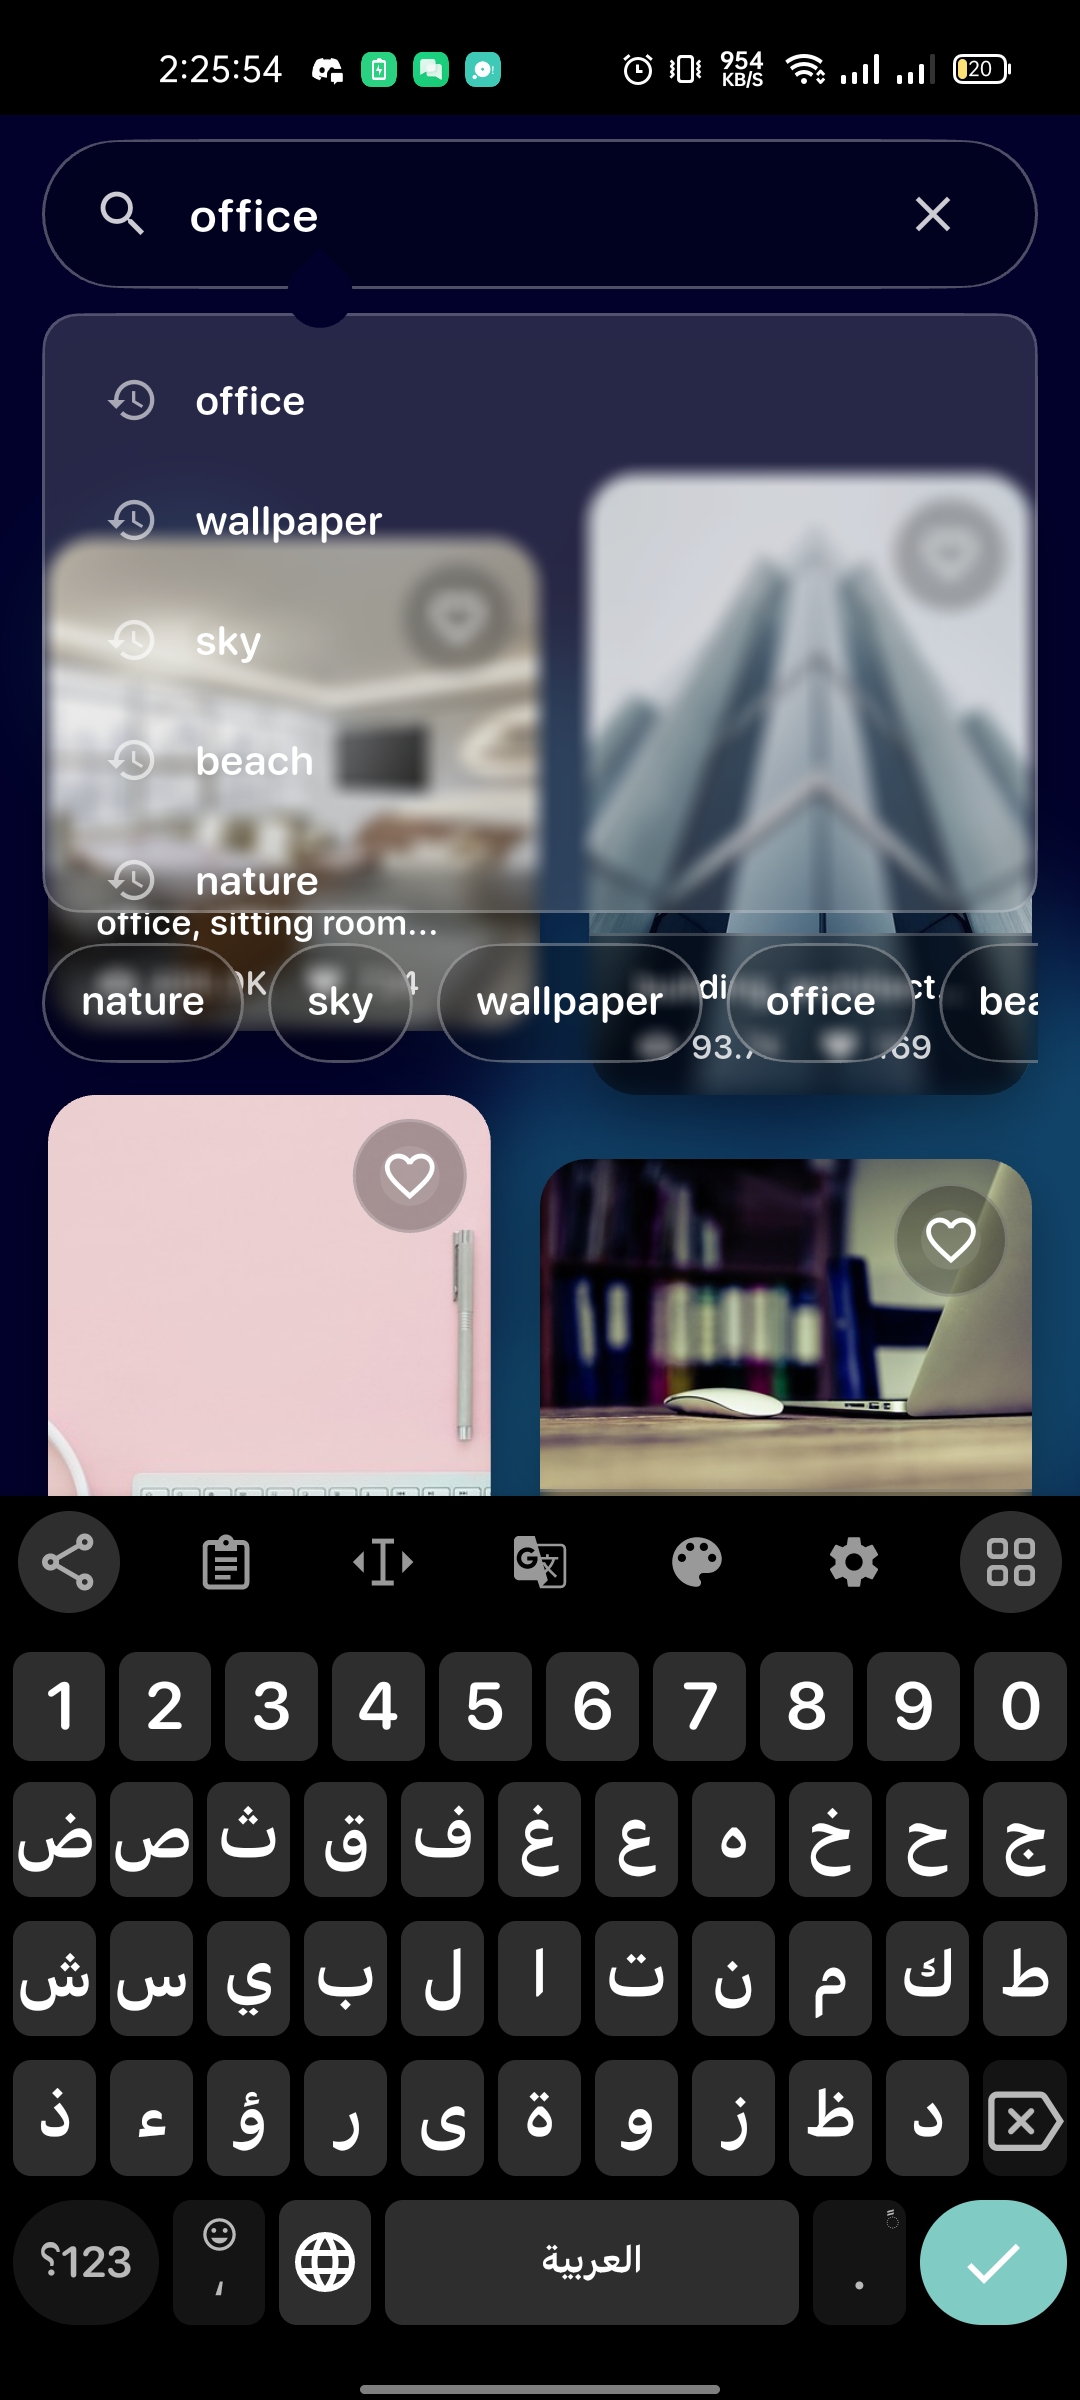 2:25:54 954 KB/S 20
office
office
wallpaper
sky
beach
nature
office, sitting room...
nature sky wallpaper office bea
93.7 169
1 2 3 4 5 6 7 8 9 0
ض ص ث ق ف غ ع ه خ ح ج
ش س ي ب ل ا ت ن م ك ط
ذ ء ؤ ر ى ة و ز ظ د
؟123 ، العربية .